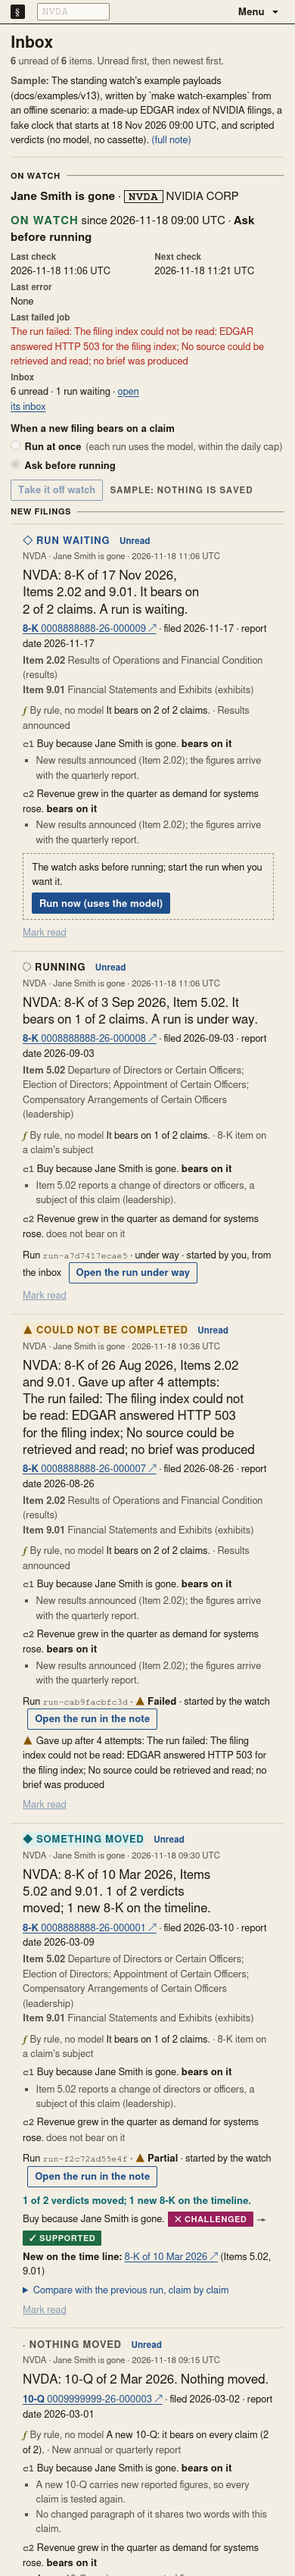 § NVDA Menu
Inbox
6 unread of 6 items. Unread first, then newest first.
Sample: The standing watch's example payloads
(docs/examples/v13), written by `make watch-examples` from
an offline scenario: a made-up EDGAR index of NVIDIA filings, a
fake clock that starts at 18 Nov 2026 09:00 UTC, and scripted
verdicts (no model, no cassette). (full note)
ON WATCH
Jane Smith is gone · NVDA NVIDIA CORP
ON WATCH since 2026-11-18 09:00 UTC · Ask
before running
Last check Next check
2026-11-18 11:06 UTC 2026-11-18 11:21 UTC
Last error
None
Last failed job
The run failed: The filing index could not be read: EDGAR
answered HTTP 503 for the filing index; No source could be
retrieved and read; no brief was produced
Inbox
6 unread · 1 run waiting · open
its inbox
When a new filing bears on a claim
Run at once (each run uses the model, within the daily cap)
Ask before running
Take it off watch SAMPLE: NOTHING IS SAVED
NEW FILINGS
◇ RUN WAITING Unread
NVDA · Jane Smith is gone · 2026-11-18 11:06 UTC
NVDA: 8-K of 17 Nov 2026,
Items 2.02 and 9.01. It bears on
2 of 2 claims. A run is waiting.
8-K 0008888888-26-000009 ↗ · filed 2026-11-17 · report
date 2026-11-17
Item 2.02 Results of Operations and Financial Condition
(results)
Item 9.01 Financial Statements and Exhibits (exhibits)
ƒ By rule, no model It bears on 2 of 2 claims. · Results
announced
c1 Buy because Jane Smith is gone. bears on it
▪ New results announced (Item 2.02); the figures arrive
with the quarterly report.
c2 Revenue grew in the quarter as demand for systems
rose. bears on it
▪ New results announced (Item 2.02); the figures arrive
with the quarterly report.
The watch asks before running; start the run when you
want it.
Run now (uses the model)
Mark read
RUNNING Unread
NVDA · Jane Smith is gone · 2026-11-18 11:06 UTC
NVDA: 8-K of 3 Sep 2026, Item 5.02. It
bears on 1 of 2 claims. A run is under way.
8-K 0008888888-26-000008 ↗ · filed 2026-09-03 · report
date 2026-09-03
Item 5.02 Departure of Directors or Certain Officers;
Election of Directors; Appointment of Certain Officers;
Compensatory Arrangements of Certain Officers
(leadership)
ƒ By rule, no model It bears on 1 of 2 claims. · 8-K item on
a claim's subject
c1 Buy because Jane Smith is gone. bears on it
▪ Item 5.02 reports a change of directors or officers, a
subject of this claim (leadership).
c2 Revenue grew in the quarter as demand for systems
rose. does not bear on it
Run run-a7d7417ecae5 · under way · started by you, from
the inbox Open the run under way
Mark read
▲ COULD NOT BE COMPLETED Unread
NVDA · Jane Smith is gone · 2026-11-18 10:36 UTC
NVDA: 8-K of 26 Aug 2026, Items 2.02
and 9.01. Gave up after 4 attempts:
The run failed: The filing index could not
be read: EDGAR answered HTTP 503
for the filing index; No source could be
retrieved and read; no brief was produced
8-K 0008888888-26-000007 ↗ · filed 2026-08-26 · report
date 2026-08-26
Item 2.02 Results of Operations and Financial Condition
(results)
Item 9.01 Financial Statements and Exhibits (exhibits)
ƒ By rule, no model It bears on 2 of 2 claims. · Results
announced
c1 Buy because Jane Smith is gone. bears on it
▪ New results announced (Item 2.02); the figures arrive
with the quarterly report.
c2 Revenue grew in the quarter as demand for systems
rose. bears on it
▪ New results announced (Item 2.02); the figures arrive
with the quarterly report.
Run run-cab9facbfc3d · ▲ Failed · started by the watch
Open the run in the note
▲ Gave up after 4 attempts: The run failed: The filing
index could not be read: EDGAR answered HTTP 503 for
the filing index; No source could be retrieved and read; no
brief was produced
Mark read
◆ SOMETHING MOVED Unread
NVDA · Jane Smith is gone · 2026-11-18 09:30 UTC
NVDA: 8-K of 10 Mar 2026, Items
5.02 and 9.01. 1 of 2 verdicts
moved; 1 new 8-K on the timeline.
8-K 0008888888-26-000001 ↗ · filed 2026-03-10 · report
date 2026-03-09
Item 5.02 Departure of Directors or Certain Officers;
Election of Directors; Appointment of Certain Officers;
Compensatory Arrangements of Certain Officers
(leadership)
Item 9.01 Financial Statements and Exhibits (exhibits)
ƒ By rule, no model It bears on 1 of 2 claims. · 8-K item on
a claim's subject
c1 Buy because Jane Smith is gone. bears on it
▪ Item 5.02 reports a change of directors or officers, a
subject of this claim (leadership).
c2 Revenue grew in the quarter as demand for systems
rose. does not bear on it
Run run-f2c72ad55e4f · ▲ Partial · started by the watch
Open the run in the note
1 of 2 verdicts moved; 1 new 8-K on the timeline.
Buy because Jane Smith is gone. ✕ CHALLENGED →
✓ SUPPORTED
New on the time line: 8-K of 10 Mar 2026 ↗ (Items 5.02,
9.01)
▶ Compare with the previous run, claim by claim
Mark read
· NOTHING MOVED Unread
NVDA · Jane Smith is gone · 2026-11-18 09:15 UTC
NVDA: 10-Q of 2 Mar 2026. Nothing moved.
10-Q 0009999999-26-000003 ↗ · filed 2026-03-02 · report
date 2026-03-01
ƒ By rule, no model A new 10-Q: it bears on every claim (2
of 2). · New annual or quarterly report
c1 Buy because Jane Smith is gone. bears on it
▪ A new 10-Q carries new reported figures, so every
claim is tested again.
▪ No changed paragraph of it shares two words with this
claim.
c2 Revenue grew in the quarter as demand for systems
rose. bears on it